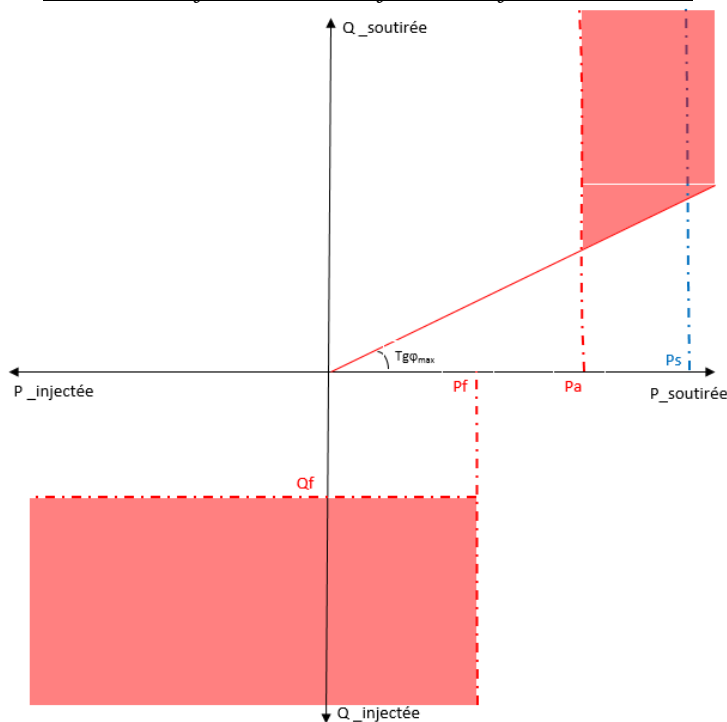 Q _soutirée
Tgφmax
Ps
P _injectée
Pf
Pa
P_soutirée
Qf
Q _injectée